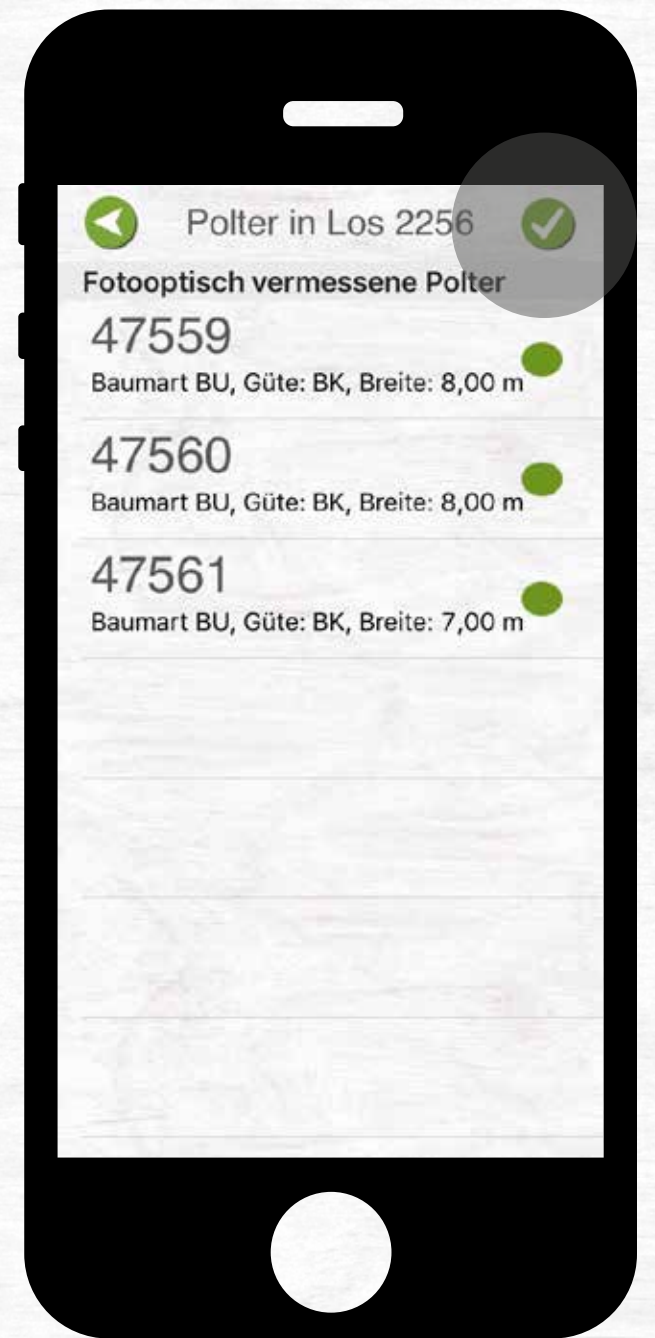 Polter in Los 2256
Fotooptisch vermessene Polter
47559
Baumart BU, Güte: BK, Breite: 8,00 m
47560
Baumart BU, Güte: BK, Breite: 8,00 m
47561
Baumart BU, Güte: BK, Breite: 7,00 m